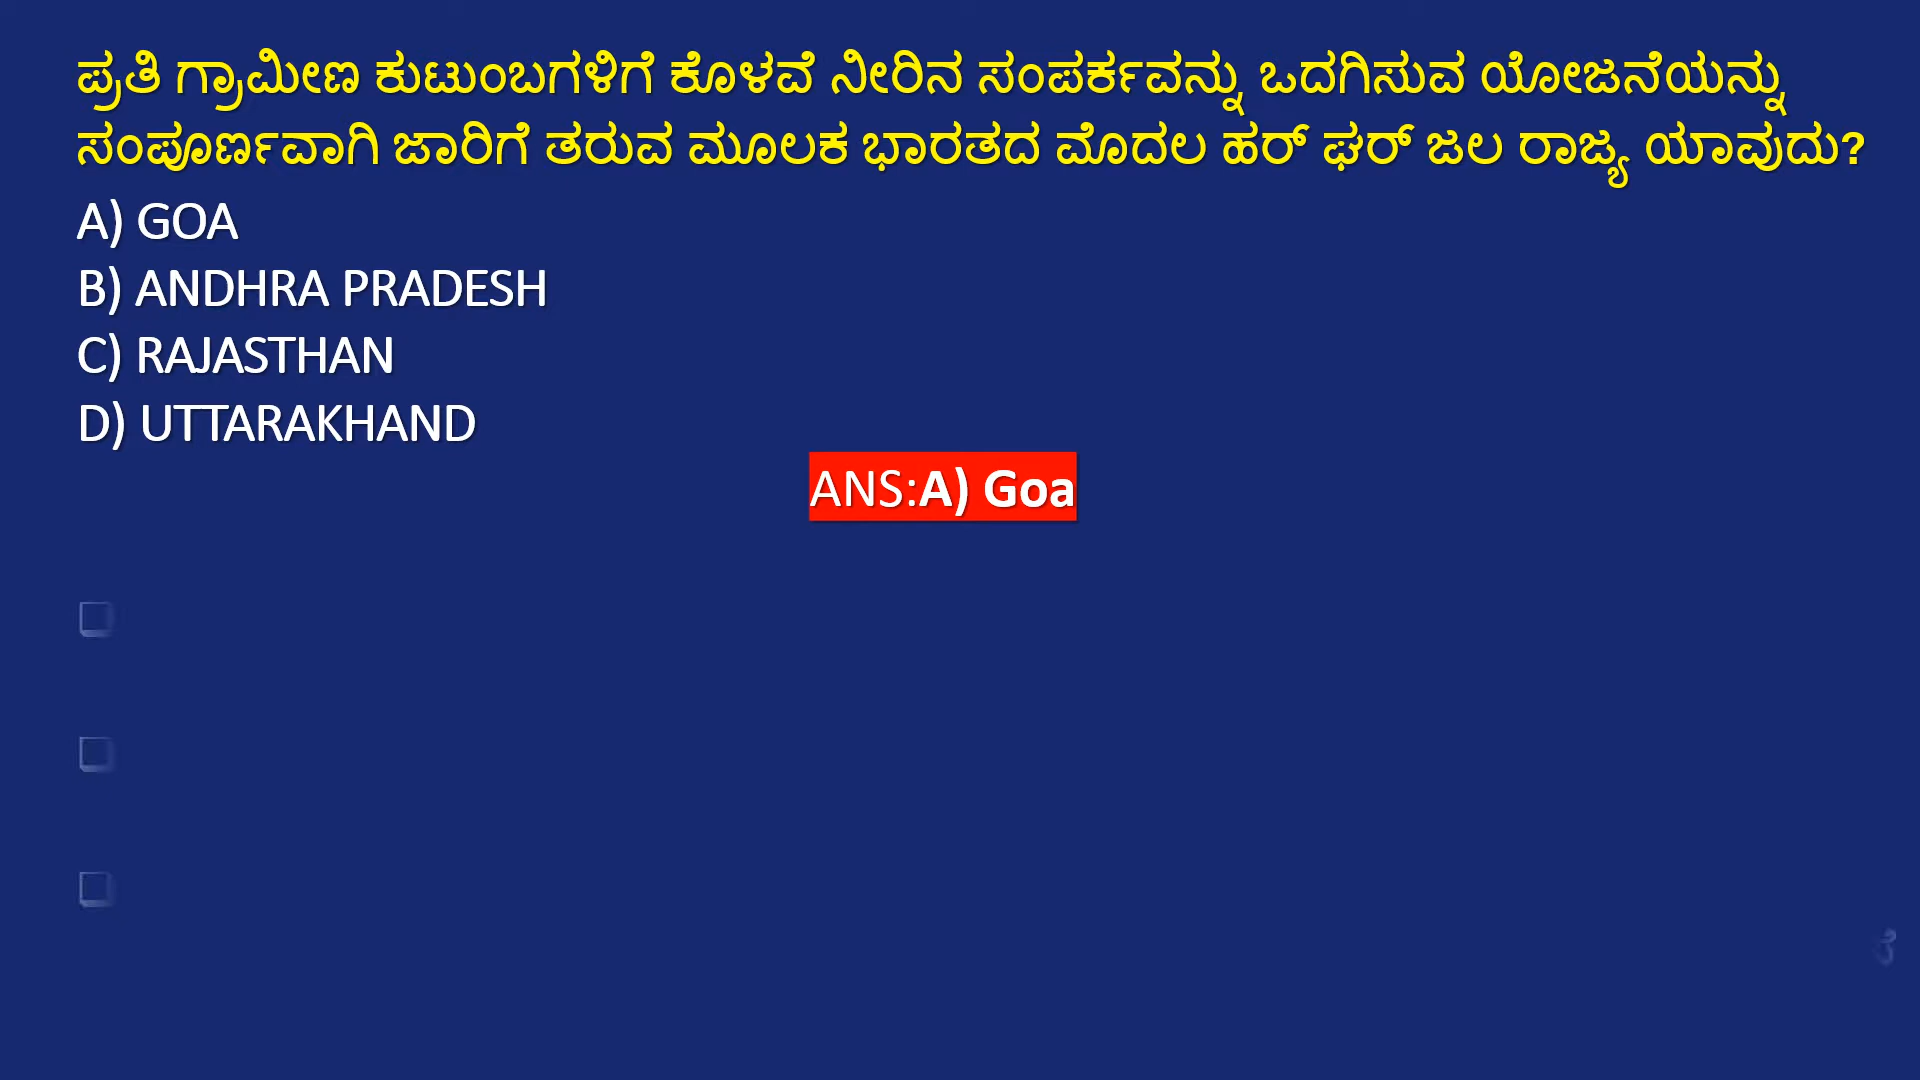 ಪ್ರತಿ ಗ್ರಾಮೀಣ ಕುಟುಂಬಗಳಿಗೆ ಕೊಳವೆ ನೀರಿನ ಸಂಪರ್ಕವನ್ನು ಒದಗಿಸುವ ಯೋಜನೆಯನ್ನು
ಸಂಪೂರ್ಣವಾಗಿ ಜಾರಿಗೆ ತರುವ ಮೂಲಕ ಭಾರತದ ಮೊದಲ ಹರ್ ಘರ್ ಜಲ ರಾಜ್ಯ ಯಾವುದು?
A) GOA
B) ANDHRA PRADESH
C) RAJASTHAN
D) UTTARAKHAND
ANS:A) Goa